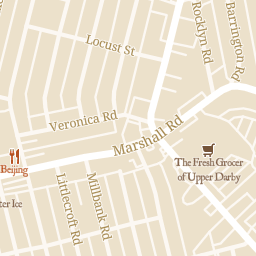 Locust St
Rocklyn Rd
Barrington Rd
Veronica Rd
Marshall Rd
The Fresh Grocer
of Upper Darby
Beijing
Littlecroft Rd
Millbank Rd
ter Ice